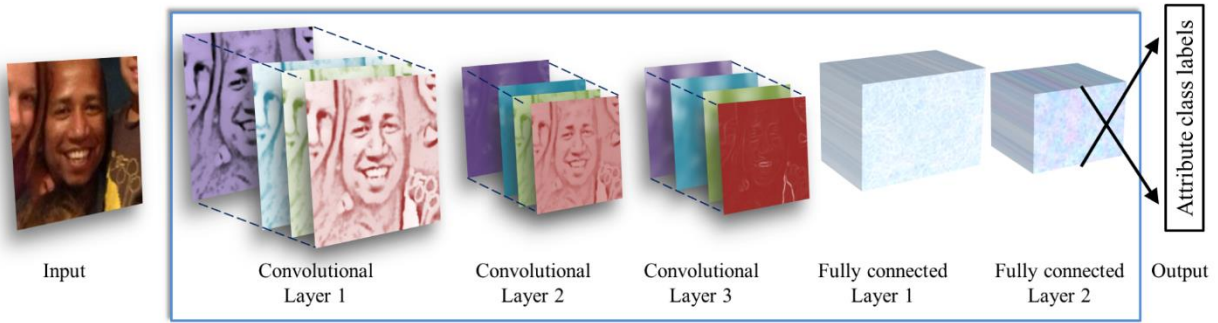 Attribute class labels
Input
Convolutional
Layer 1
Convolutional
Layer 2
Convolutional
Layer 3
Fully connected
Layer 1
Fully connected
Layer 2
Output